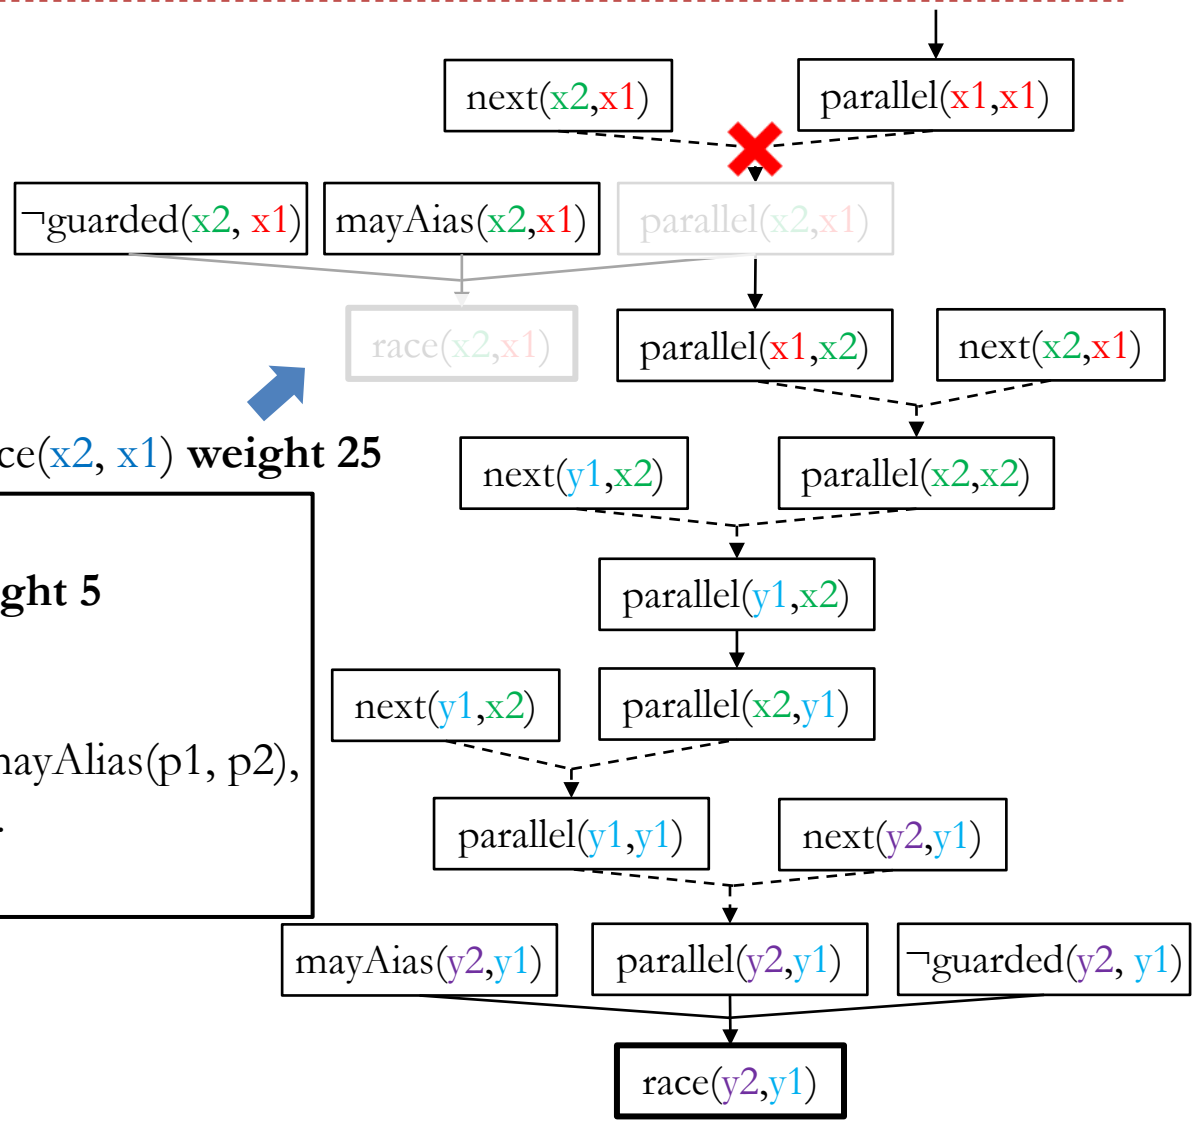 next(x2,x1) parallel(x1,x1)
¬guarded(x2, x1) mayAias(x2,x1) parallel(x2,x1)
race(x2,x1) parallel(x1,x2) next(x2,x1)
ce(x2, x1) weight 25
next(y1,x2) parallel(x2,x2)
ght 5
parallel(y1,x2)
next(y1,x2) parallel(x2,y1)
mayAlias(p1, p2),
.
parallel(y1,y1) next(y2,y1)
mayAias(y2,y1) parallel(y2,y1) ¬guarded(y2, y1)
race(y2,y1)